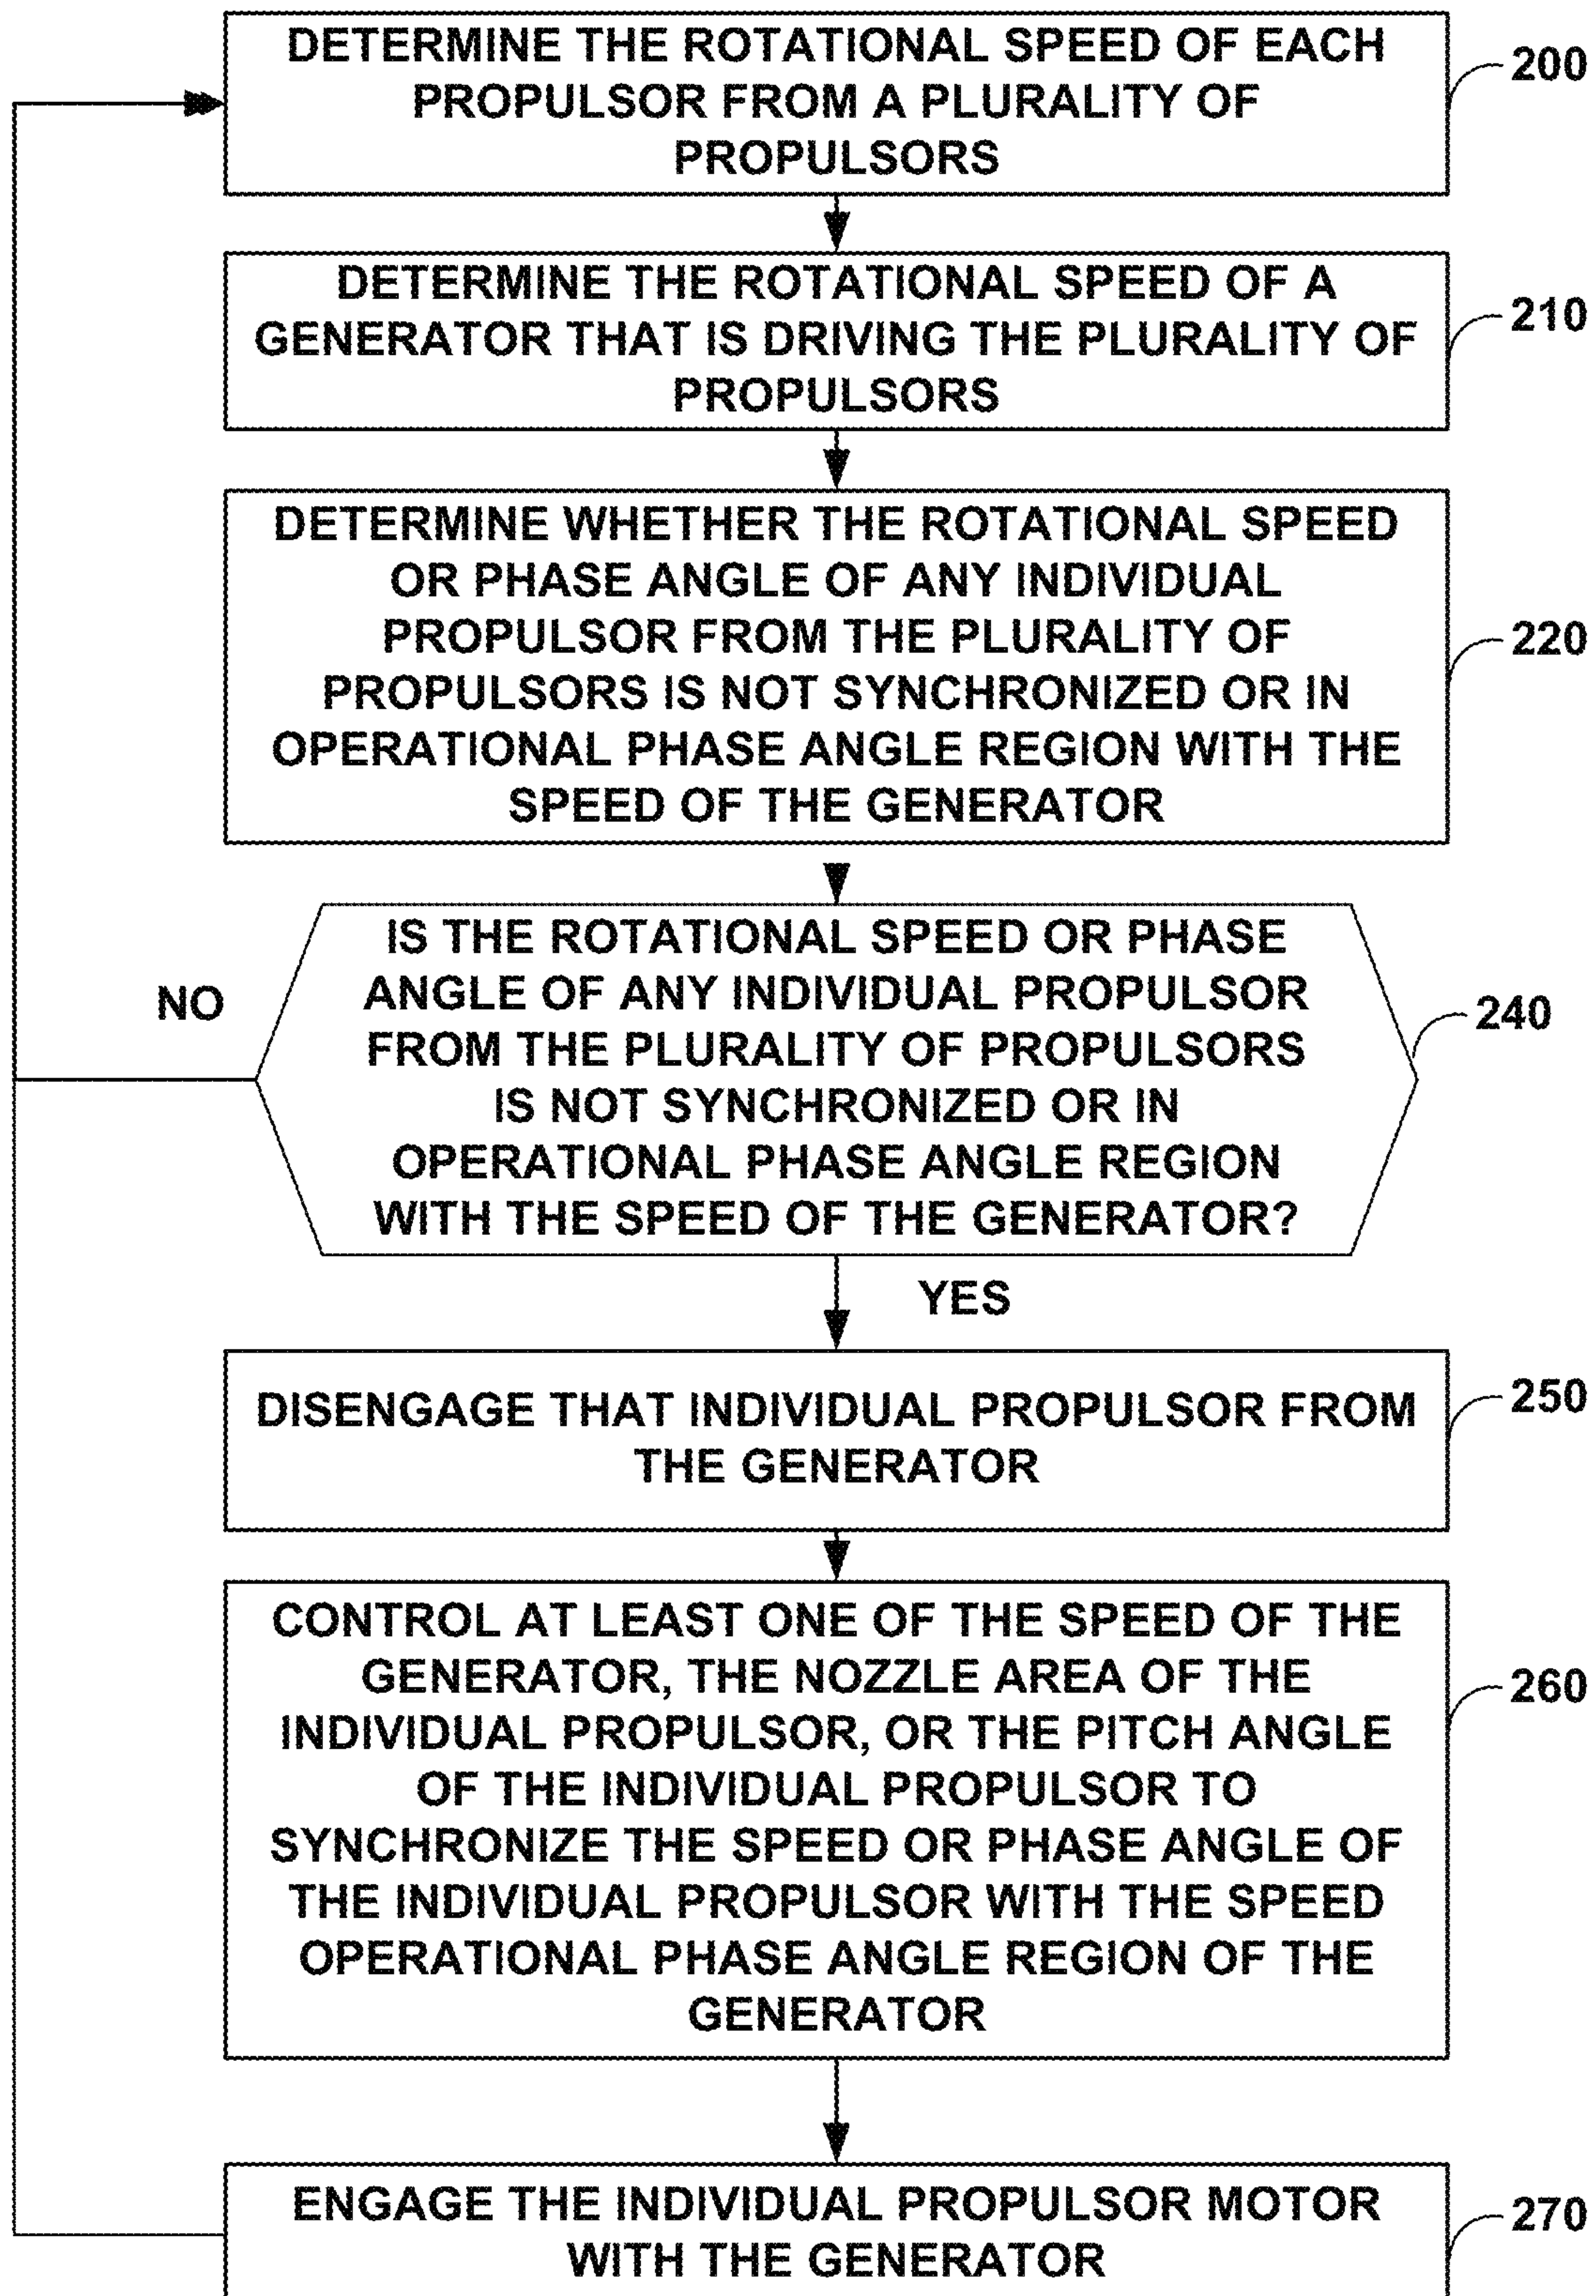 DETERMINE THE ROTATIONAL SPEED OF EACH
PROPULSOR FROM A PLURALITY OF
PROPULSORS
200
DETERMINE THE ROTATIONAL SPEED OF A
GENERATOR THAT IS DRIVING THE PLURALITY OF
PROPULSORS
210
DETERMINE WHETHER THE ROTATIONAL SPEED
OR PHASE ANGLE OF ANY INDIVIDUAL
PROPULSOR FROM THE PLURALITY OF
PROPULSORS IS NOT SYNCHRONIZED OR IN
OPERATIONAL PHASE ANGLE REGION WITH THE
SPEED OF THE GENERATOR
220
IS THE ROTATIONAL SPEED OR PHASE
ANGLE OF ANY INDIVIDUAL PROPULSOR
FROM THE PLURALITY OF PROPULSORS
IS NOT SYNCHRONIZED OR IN
OPERATIONAL PHASE ANGLE REGION
WITH THE SPEED OF THE GENERATOR?
240
NO
YES
DISENGAGE THAT INDIVIDUAL PROPULSOR FROM
THE GENERATOR
250
CONTROL AT LEAST ONE OF THE SPEED OF THE
GENERATOR, THE NOZZLE AREA OF THE
INDIVIDUAL PROPULSOR, OR THE PITCH ANGLE
OF THE INDIVIDUAL PROPULSOR TO
SYNCHRONIZE THE SPEED OR PHASE ANGLE OF
THE INDIVIDUAL PROPULSOR WITH THE SPEED
OPERATIONAL PHASE ANGLE REGION OF THE
GENERATOR
260
ENGAGE THE INDIVIDUAL PROPULSOR MOTOR
WITH THE GENERATOR
270